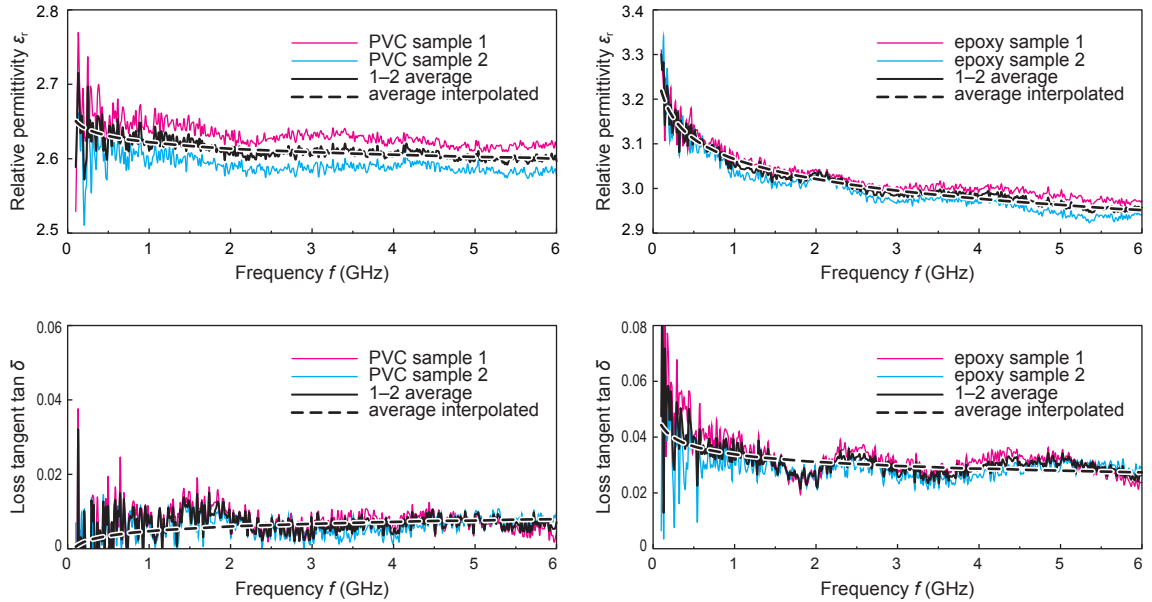 2.8
2.7
2.6
2.5
Relative permittivity εr
PVC sample 1
PVC sample 2
1–2 average
average interpolated
0 1 2 3 4 5 6
Frequency f (GHz)
3.4
3.3
3.2
3.1
3.0
2.9
Relative permittivity εr
epoxy sample 1
epoxy sample 2
1–2 average
average interpolated
0 1 2 3 4 5 6
Frequency f (GHz)
0.06
0.04
0.02
0
Loss tangent tan δ
PVC sample 1
PVC sample 2
1–2 average
average interpolated
0 1 2 3 4 5 6
Frequency f (GHz)
0.08
0.06
0.04
0.02
0
Loss tangent tan δ
epoxy sample 1
epoxy sample 2
1–2 average
average interpolated
0 1 2 3 4 5 6
Frequency f (GHz)